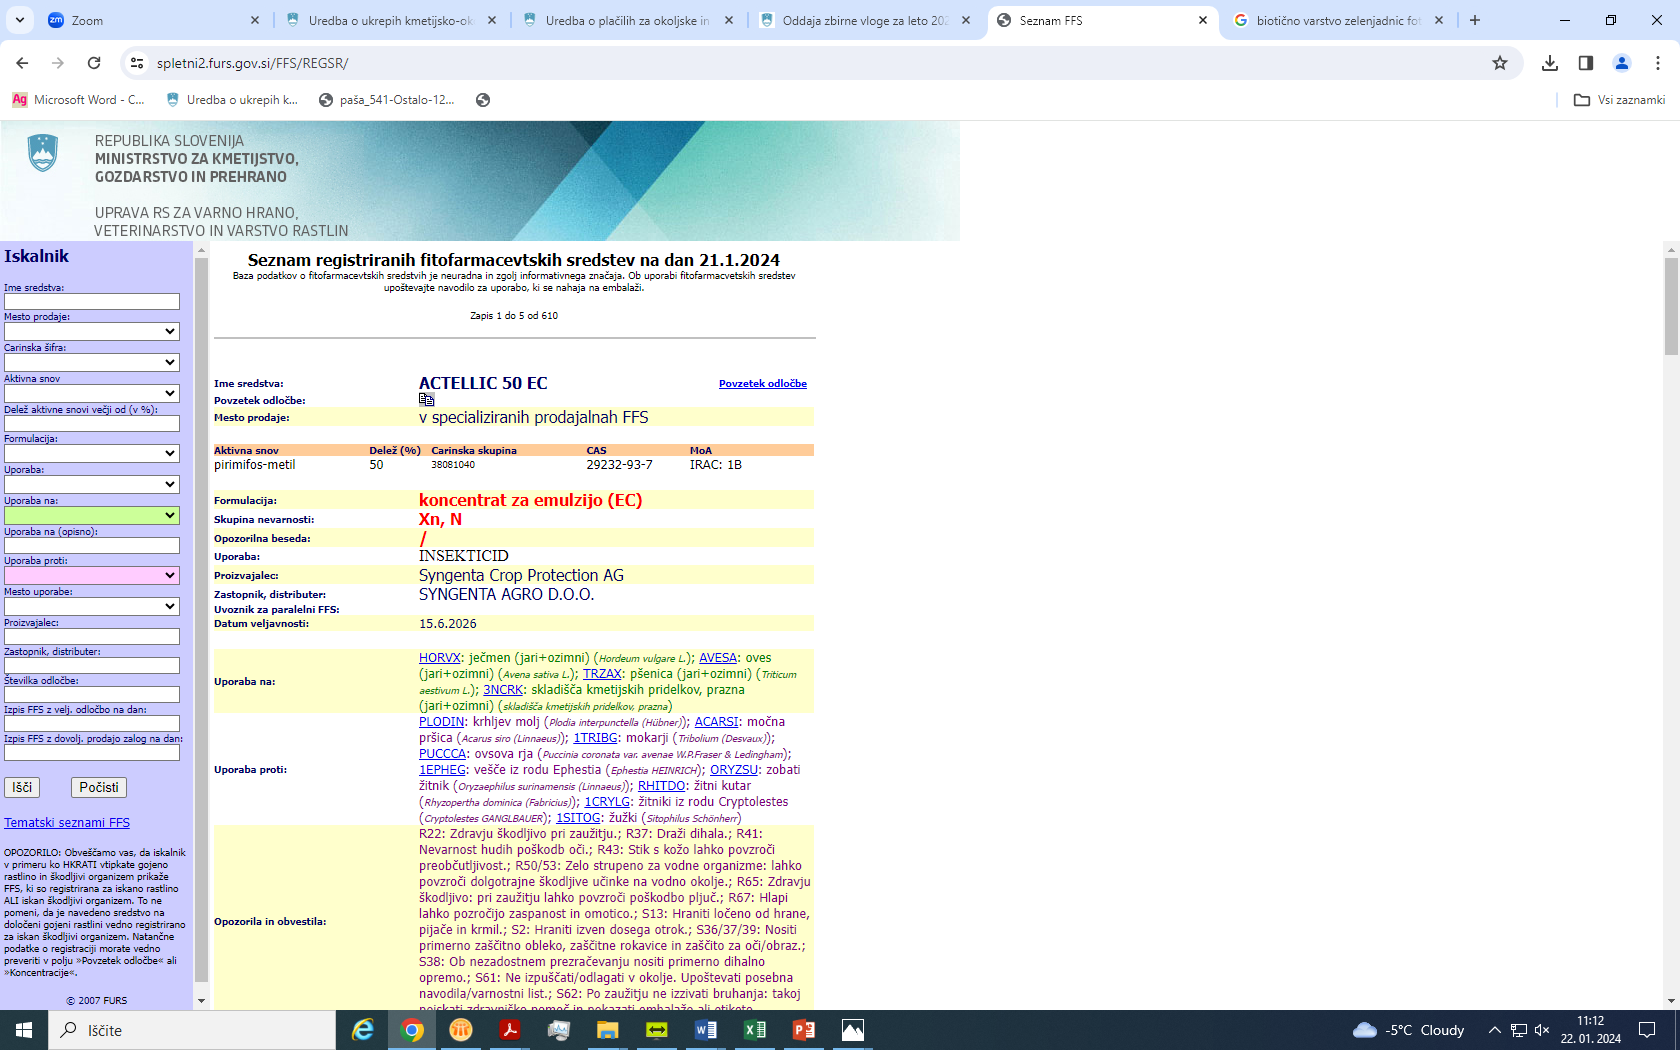 Zoom
Uredba o ukrepih kmetijsko-ok
Uredba o plačilih za okoljske in
Oddaja zbirne vloge za leto 202
Seznam FFS
biotično varstvo zelenjadnic fot
spletni2.furs.gov.si/FFS/REGSR/
Microsoft Word - C...
Uredba o ukrepih k...
paša_541-Ostalo-12...
Vsi zaznamki
REPUBLIKA SLOVENIJA
MINISTRSTVO ZA KMETIJSTVO,
GOZDARSTVO IN PREHRANO
UPRAVA RS ZA VARNO HRANO,
VETERINARSTVO IN VARSTVO RASTLIN
Iskalnik
Ime sredstva:
Mesto prodaje:
Carinska šifra:
Aktivna snov
Delež aktivne snovi večji od (v %):
Formulacija:
Uporaba:
Uporaba na:
Uporaba na (opisno):
Uporaba proti:
Mesto uporabe:
Proizvajalec:
Zastopnik, distributer:
Številka odločbe:
Izpis FFS z velj. odločbo na dan:
Izpis FFS z dovolj. prodajo zalog na dan:
Išči Počisti
Tematski seznami FFS
OPOZORILO: Obveščamo vas, da iskalnik
v primeru ko HKRATI vtipkate gojeno
rastlino in škodljivi organizem prikaže
FFS, ki so registrirana za iskano rastlino
ALI iskan škodljivi organizem. To ne
pomeni, da je navedeno sredstvo na
določeni gojeni rastlini vedno registrirano
za iskan škodljivi organizem. Natančne
podatke o registraciji morate vedno
preveriti v polju »Povzetek odločbe« ali
»Koncentracije«.
© 2007 FURS
Seznam registriranih fitofarmacevtskih sredstev na dan 21.1.2024
Baza podatkov o fitofarmacevtskih sredstvih je neuradna in zgolj informativnega značaja. Ob uporabi fitofarmacvetskih sredstev
upoštevajte navodilo za uporabo, ki se nahaja na embalaži.
Zapis 1 do 5 od 610
Ime sredstva: ACTELLIC 50 EC Povzetek odločbe
Povzetek odločbe:
Mesto prodaje: v specializiranih prodajalnah FFS
Aktivna snov Delež (%) Carinska skupina CAS MoA
pirimifos-metil 50 38081040 29232-93-7 IRAC: 1B
Formulacija: koncentrat za emulzijo (EC)
Skupina nevarnosti: Xn, N
Opozorilna beseda: /
Uporaba: INSEKTICID
Proizvajalec: Syngenta Crop Protection AG
Zastopnik, distributer: SYNGENTA AGRO D.O.O.
Uvoznik za paralelni FFS:
Datum veljavnosti: 15.6.2026
Uporaba na:
HORVX: ječmen (jari+ozimni) (Hordeum vulgare L.); AVESA: oves
(jari+ozimni) (Avena sativa L.); TRZAX: pšenica (jari+ozimni) (Triticum
aestivum L.); 3NCRK: skladišča kmetijskih pridelkov, prazna
(jari+ozimni) (skladišča kmetijskih pridelkov, prazna)
Uporaba proti:
PLODIN: krhljev molj (Plodia interpunctella (Hübner)); ACARSI: močna
pršica (Acarus siro (Linnaeus)); 1TRIBG: mokarji (Tribolium (Desvaux));
PUCCCA: ovsova rja (Puccinia coronata var. avenae W.P.Fraser & Ledingham);
1EPHEG: vešče iz rodu Ephestia (Ephestia HEINRICH); ORYZSU: zobati
žitnik (Oryzaephilus surinamensis (Linnaeus)); RHITDO: žitni kutar
(Rhyzopertha dominica (Fabricius)); 1CRYLG: žitniki iz rodu Cryptolestes
(Cryptolestes GANGLBAUER); 1SITOG: žužki (Sitophilus Schönherr)
Opozorila in obvestila:
R22: Zdravju škodljivo pri zaužitju.; R37: Draži dihala.; R41:
Nevarnost hudih poškodb oči.; R43: Stik s kožo lahko povzroči
preobčutljivost.; R50/53: Zelo strupeno za vodne organizme: lahko
povzroči dolgotrajne škodljive učinke na vodno okolje.; R65: Zdravju
škodljivo: pri zaužitju lahko povzroči poškodbo pljuč.; R67: Hlapi
lahko pozročijo zaspanost in omotico.; S13: Hraniti ločeno od hrane,
pijače in krmil.; S2: Hraniti izven dosega otrok.; S36/37/39: Nositi
primerno zaščitno obleko, zaščitne rokavice in zaščito za oči/obraz.;
S38: Ob nezadostnem prezračevanju nositi primerno dihalno
opremo.; S61: Ne izpuščati/odlagati v okolje. Upoštevati posebna
navodila/varnostni list.; S62: Po zaužitju ne izzivati bruhanja: takoj
poiskati zdravniško pomoč in pokazati embalažo ali etiketo
Iščite
-5°C Cloudy
11:12
22. 01. 2024